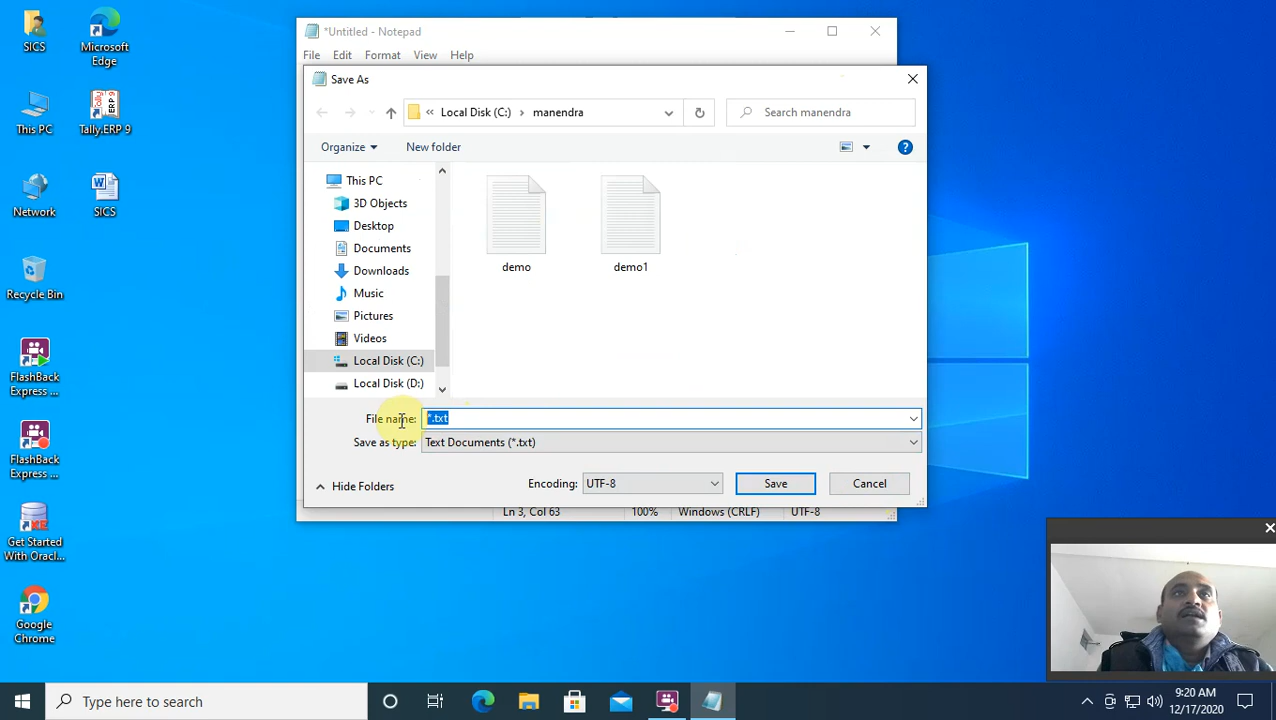 SICS
Microsoft
Edge
This PC
Tally.ERP 9
Network
SICS
Recycle Bin
FlashBack
Express ...
FlashBack
Express ...
Get Started
With Oracl...
Google
Chrome
*Untitled - Notepad
File Edit Format View Help
Save As
« Local Disk (C:) › manendra
Search manendra
Organize
New folder
This PC
3D Objects
Desktop
Documents
Downloads
Music
Pictures
Videos
Local Disk (C:)
Local Disk (D:)
demo
demo1
File name: *.txt
Save as type: Text Documents (*.txt)
Hide Folders
Encoding: UTF-8
Save
Cancel
Ln 3, Col 63 100% Windows (CRLF) UTF-8
Type here to search
9:20 AM
12/17/2020